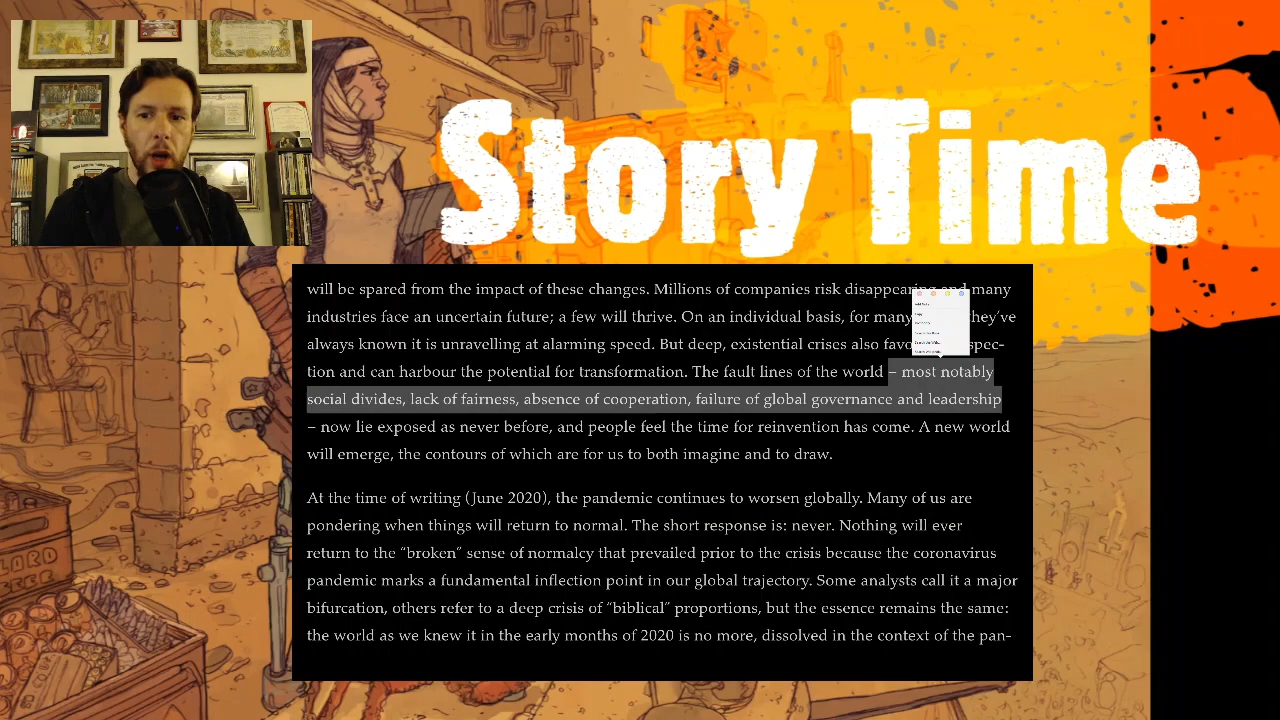 Story Time
will be spared from the impact of these changes. Millions of companies risk disappearing and many
industries face an uncertain future; a few will thrive. On an individual basis, for many, they’ve
always known it is unravelling at alarming speed. But deep, existential crises also favo spec-
tion and can harbour the potential for transformation. The fault lines of the world – most notably
social divides, lack of fairness, absence of cooperation, failure of global governance and leadership
– now lie exposed as never before, and people feel the time for reinvention has come. A new world
will emerge, the contours of which are for us to both imagine and to draw.
At the time of writing (June 2020), the pandemic continues to worsen globally. Many of us are
pondering when things will return to normal. The short response is: never. Nothing will ever
return to the “broken” sense of normalcy that prevailed prior to the crisis because the coronavirus
pandemic marks a fundamental inflection point in our global trajectory. Some analysts call it a major
bifurcation, others refer to a deep crisis of “biblical” proportions, but the essence remains the same:
the world as we knew it in the early months of 2020 is no more, dissolved in the context of the pan-